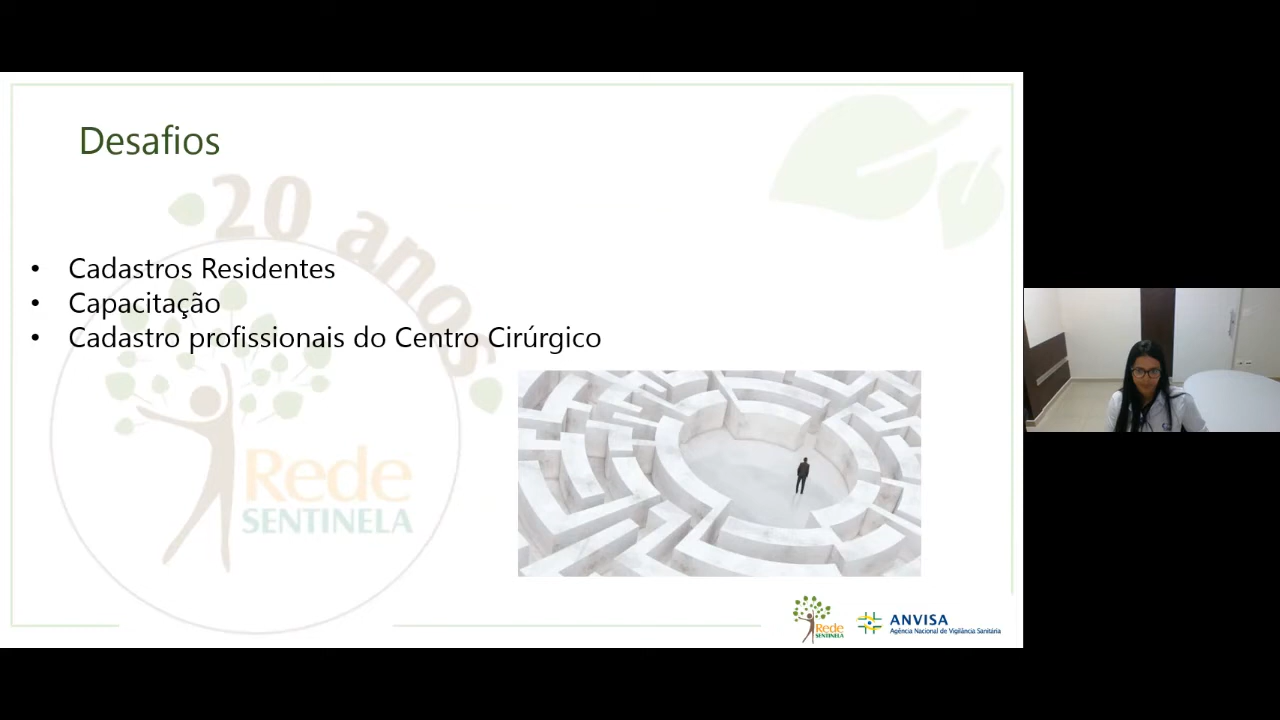 Desafios
20 anos
• Cadastros Residentes
• Capacitação
• Cadastro profissionais do Centro Cirúrgico
Rede
SENTINELA
Rede
SENTINELA
ANVISA
Agência Nacional de Vigilância Sanitária